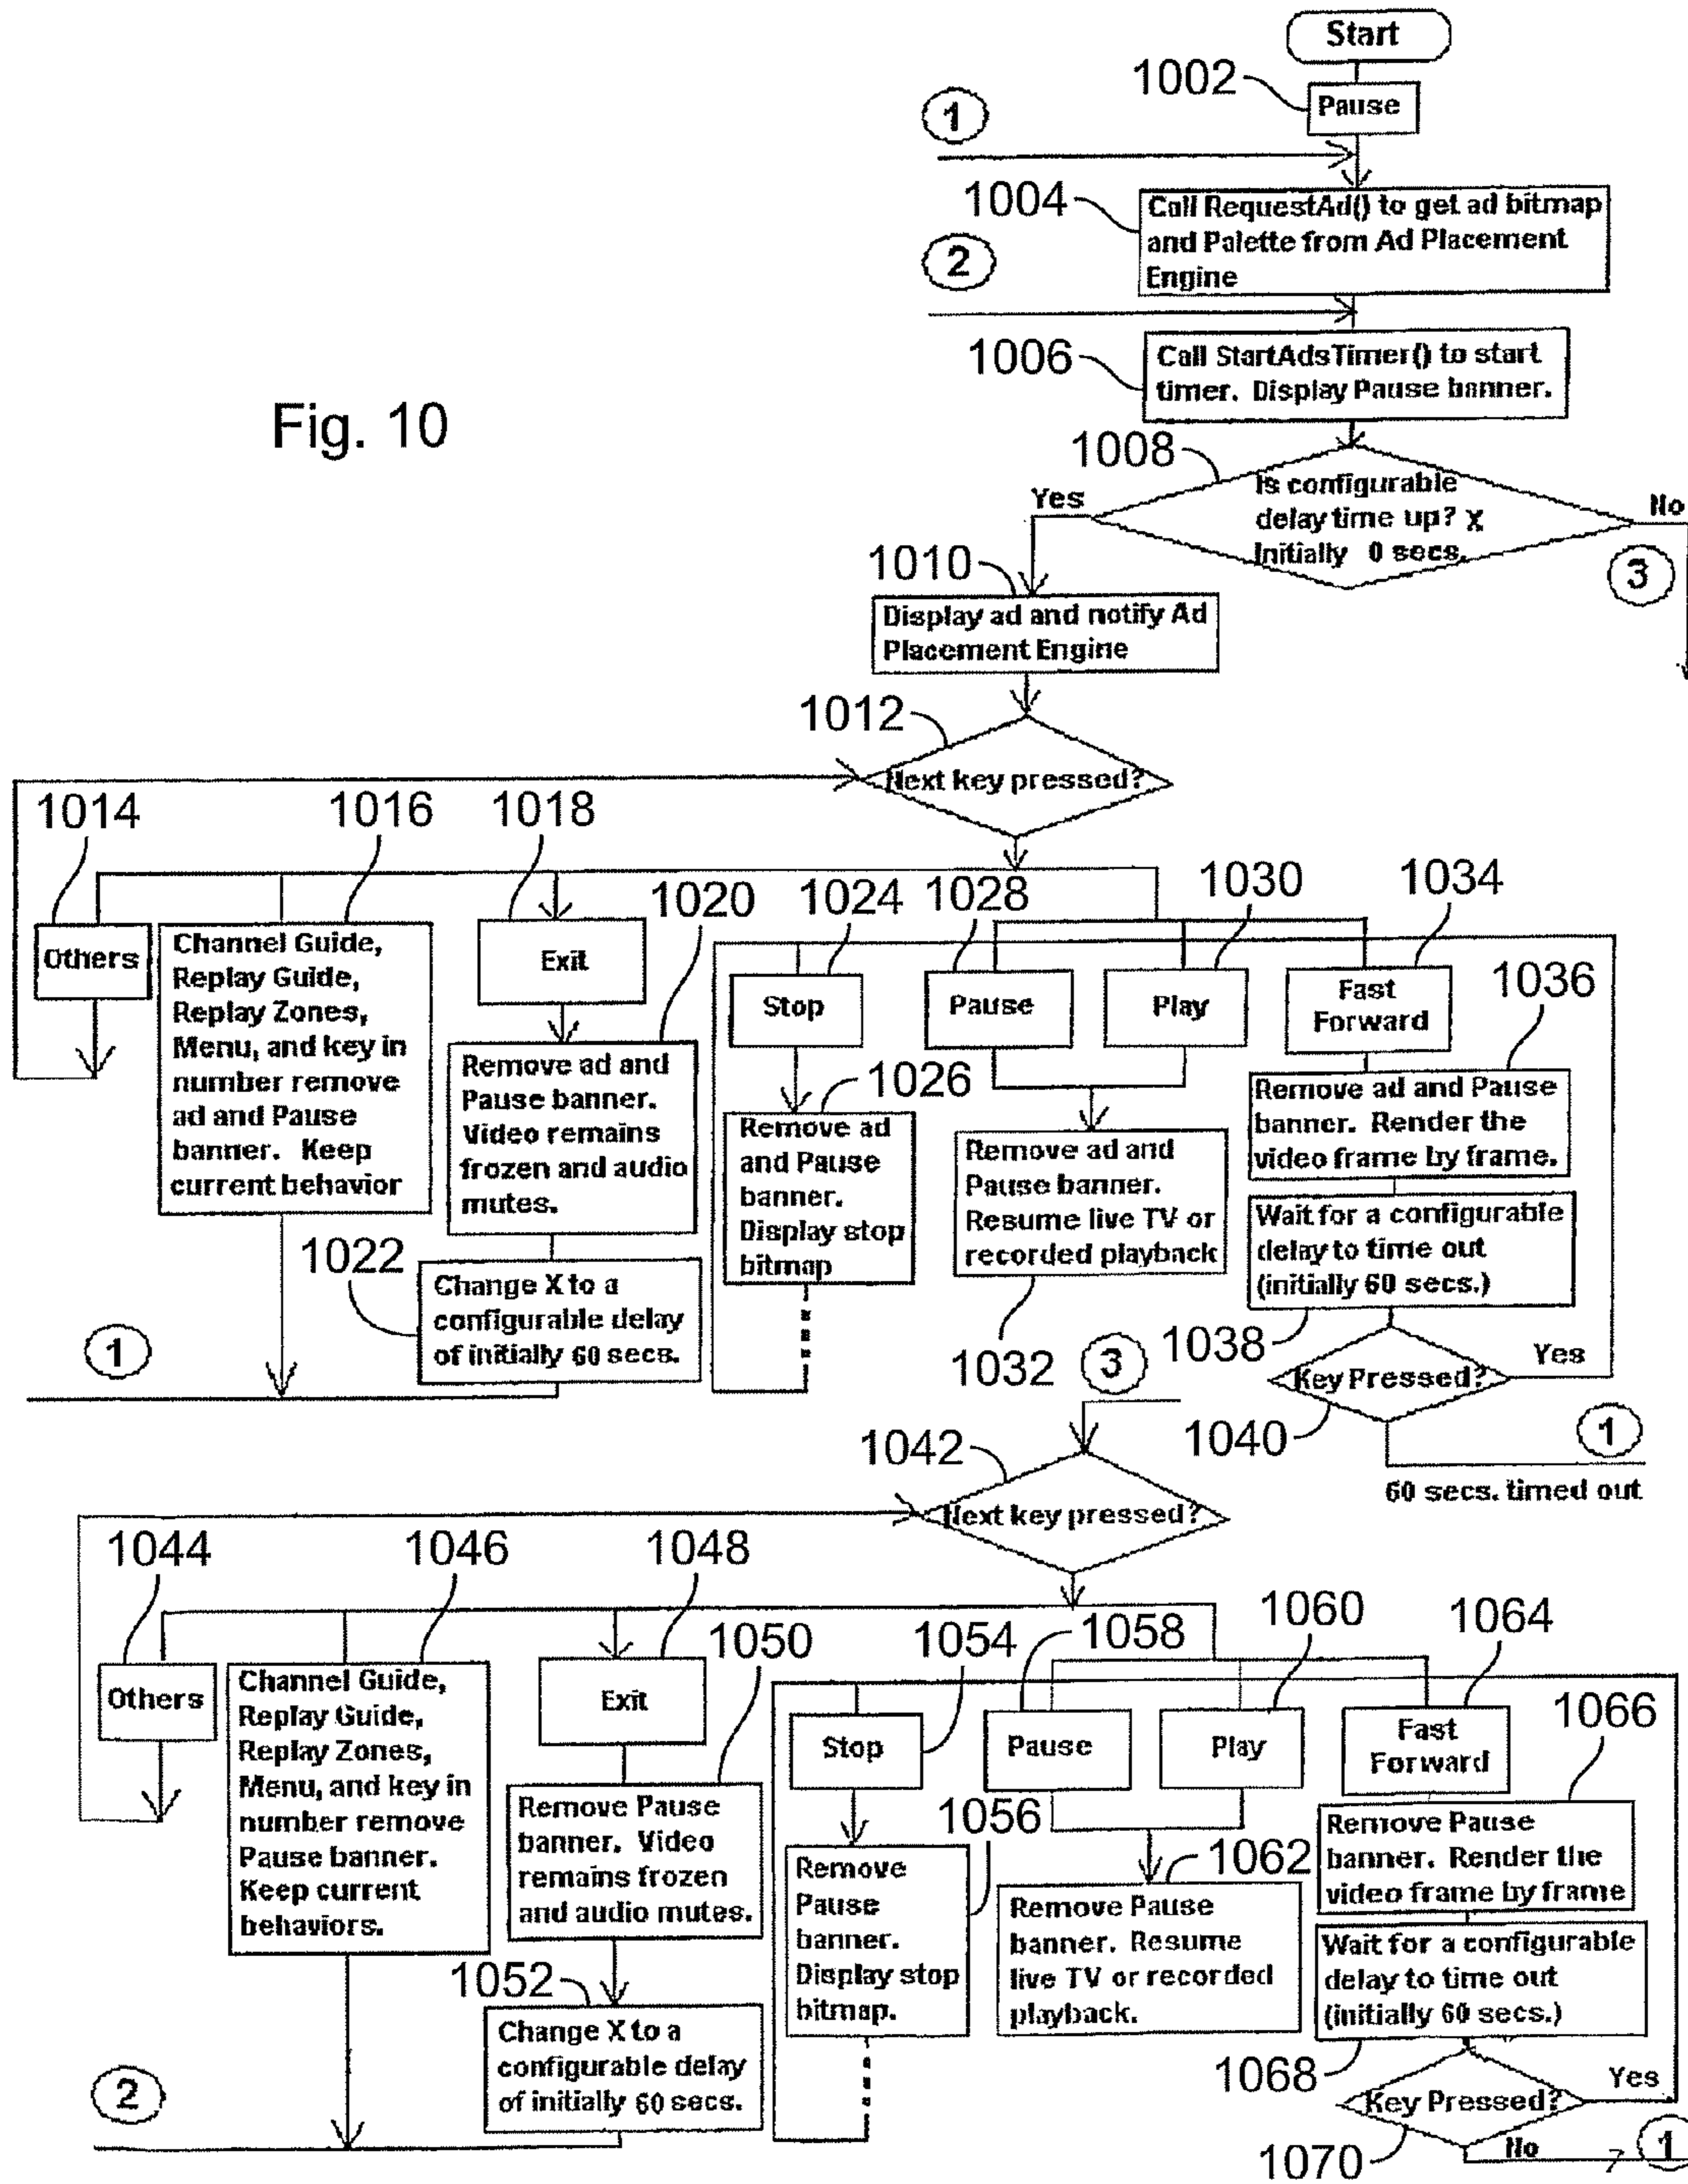 Start
1002
Pause
1
1004
Call RequestAd() to get ad bitmap
and Palette from Ad Placement
Engine
2
1006
Call StartAdsTimer() to start
timer. Display Pause banner.
Fig. 10
1008
Is configurable
delay time up? X
Initially 0 secs.
Yes
No
3
1010
Display ad and notify Ad
Placement Engine
1012
Next key pressed?
1014
Others
1016
Channel Guide,
Replay Guide,
Replay Zones,
Menu, and key in
number remove
ad and Pause
banner. Keep
current behavior
1018
Exit
1020
Remove ad and
Pause banner.
Video remains
frozen and audio
mutes.
1022
Change X to a
configurable delay
of initially 60 secs.
1
1024
Stop
1026
Remove ad
and Pause
banner.
Display stop
bitmap
1028
Pause
1030
Play
Remove ad and
Pause banner.
Resume live TV or
recorded playback
1032
1034
Fast
Forward
1036
Remove ad and Pause
banner. Render the
video frame by frame.
Wait for a configurable
delay to time out
(initially 60 secs.)
1038
Key Pressed?
Yes
1040
1
60 secs. timed out
3
1042
Next key pressed?
1044
Others
1046
Channel Guide,
Replay Guide,
Replay Zones,
Menu, and key in
number remove
Pause banner.
Keep current
behaviors.
1048
Exit
1050
Remove Pause
banner. Video
remains frozen
and audio mutes.
1052
Change X to a
configurable delay
of initially 60 secs.
2
1054
Stop
1056
Remove
Pause
banner.
Display stop
bitmap.
1058
Pause
1060
Play
1062
Remove Pause
banner. Resume
live TV or recorded
playback.
1064
Fast
Forward
1066
Remove Pause
banner. Render the
video frame by frame
Wait for a configurable
delay to time out
(initially 60 secs.)
1068
Key Pressed?
Yes
1070
No
1